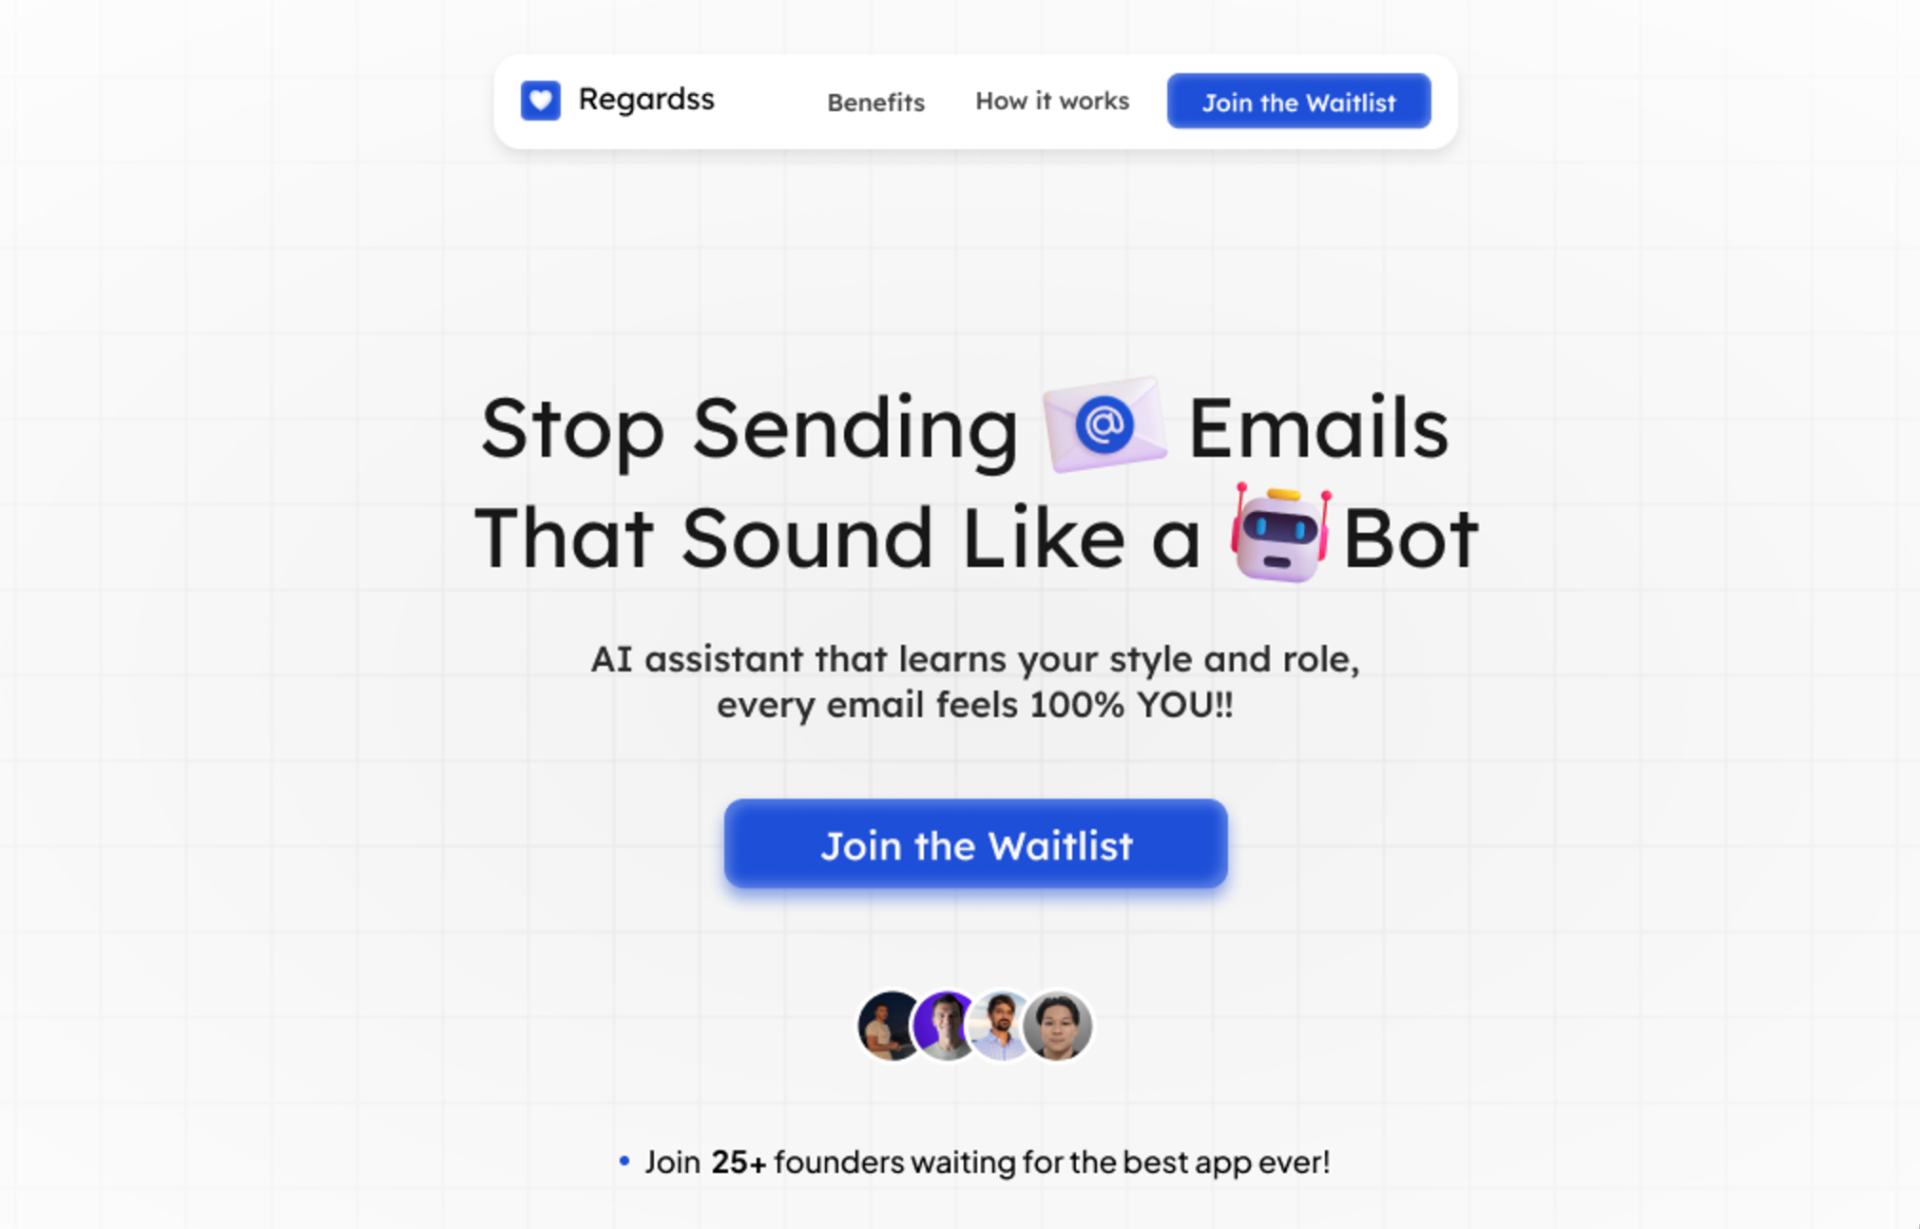 Regardss
Benefits
How it works
Join the Waitlist
Stop Sending @ Emails
That Sound Like a Bot
AI assistant that learns your style and role,
every email feels 100% YOU!!
Join the Waitlist
• Join 25+ founders waiting for the best app ever!